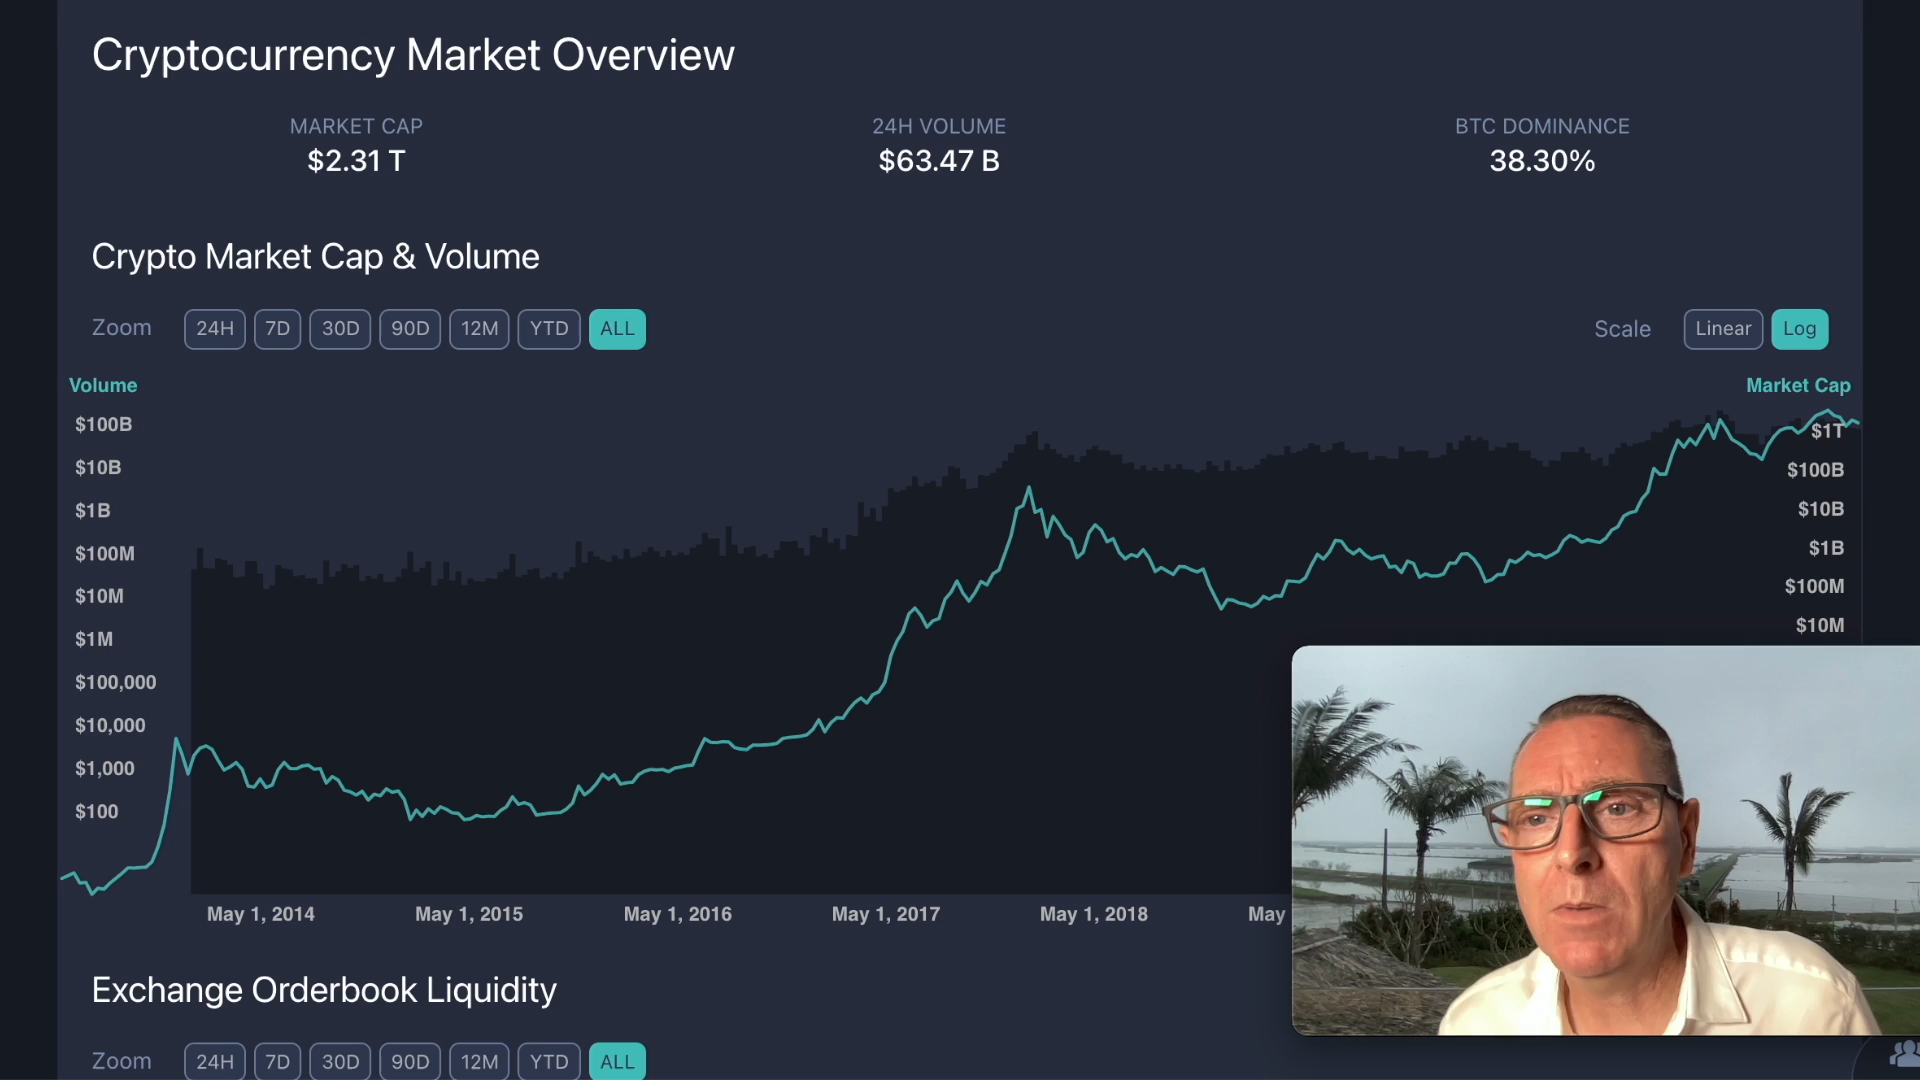 Cryptocurrency Market Overview
MARKET CAP
$2.31 T
24H VOLUME
$63.47 B
BTC DOMINANCE
38.30%
Crypto Market Cap & Volume
Zoom 24H 7D 30D 90D 12M YTD ALL
Scale Linear Log
Volume
$100B
$10B
$1B
$100M
$10M
$1M
$100,000
$10,000
$1,000
$100
Market Cap
$1T
$100B
$10B
$1B
$100M
$10M
May 1, 2014 May 1, 2015 May 1, 2016 May 1, 2017 May 1, 2018 May
Exchange Orderbook Liquidity
Zoom 24H 7D 30D 90D 12M YTD ALL